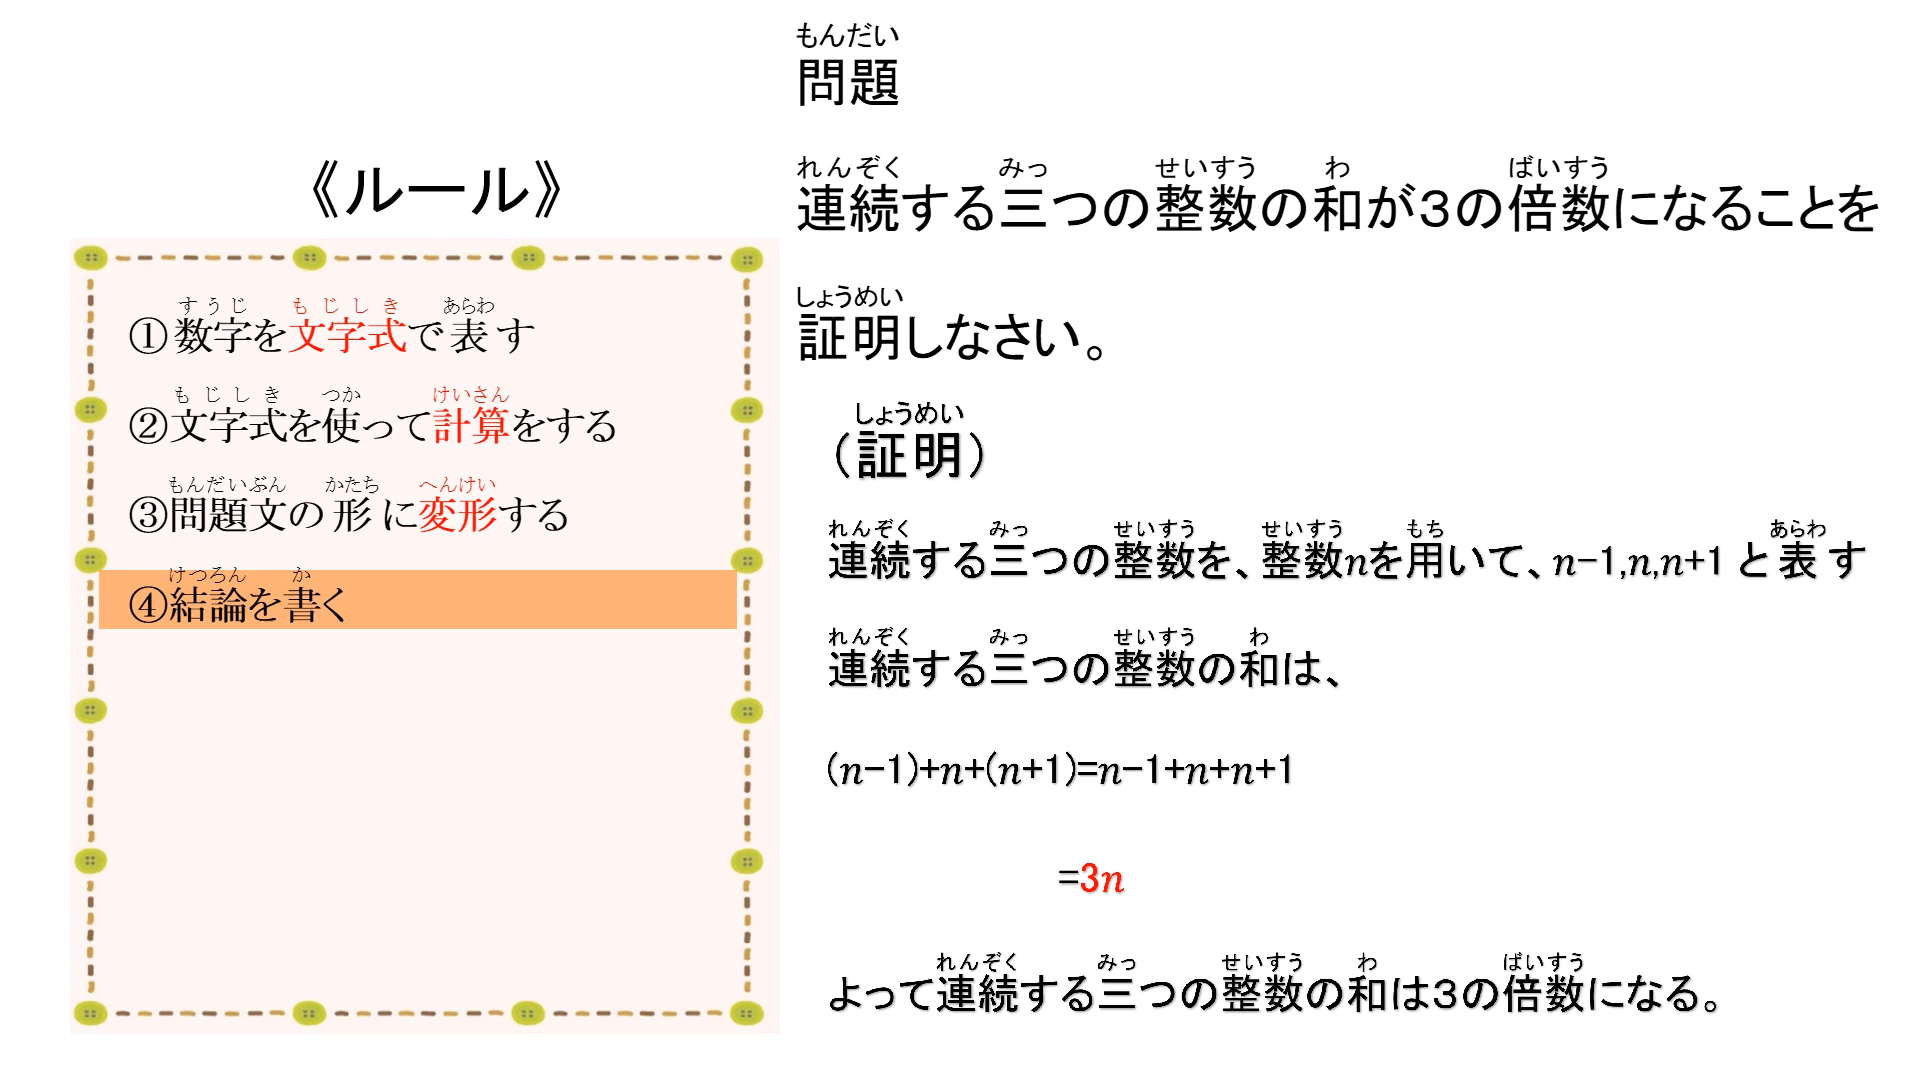 《ルール》
すうじ もじしき あらわ
①数字を文字式で表す
もじしき つか けいさん
②文字式を使って計算をする
もんだいぶん かたち へんけい
③問題文の形に変形する
けつろん か
④結論を書く
もんだい
問題
れんぞく みっ せいすう わ ばいすう
連続する三つの整数の和が3の倍数になることを
しょうめい
証明しなさい。
しょうめい
（証明）
れんぞく みっ せいすう せいすう もち あらわ
連続する三つの整数を、整数nを用いて、n−1,n,n+1 と表す
れんぞく みっ せいすう わ
連続する三つの整数の和は、
(n−1)+n+(n+1)=n−1+n+n+1
=3n
れんぞく みっ せいすう わ ばいすう
よって連続する三つの整数の和は3の倍数になる。